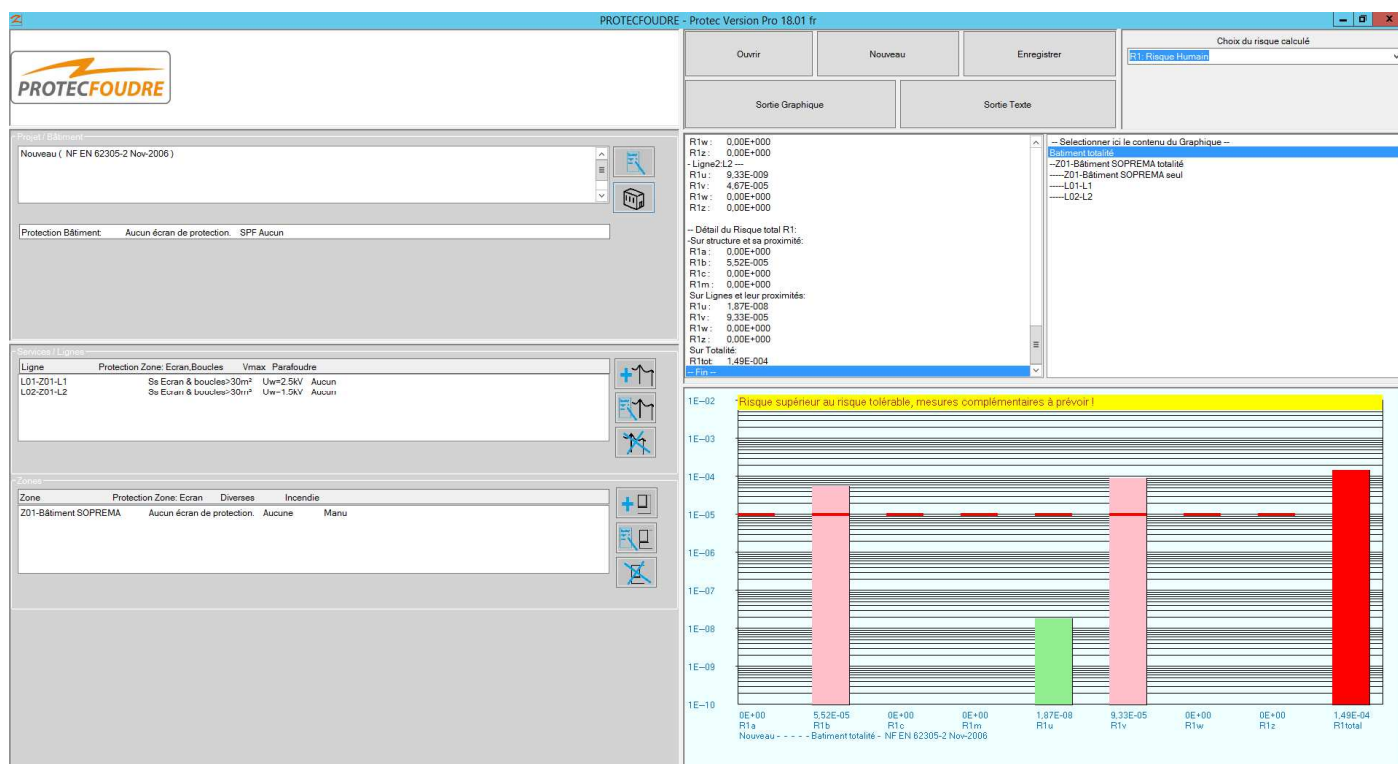 PROTECFOUDRE - Protec Version Pro 18.01 fr
PROTECFOUDRE
Ouvrir
Nouveau
Enregistrer
Sortie Graphique
Sortie Texte
Choix du risque calculé
R1: Risque Humain
Projet / Bâtiment
Nouveau ( NF EN 62305-2 Nov-2006 )
Protection Bâtiment: Aucun écran de protection. SPF Aucun
Services / Lignes
Ligne Protection Zone: Ecran,Boucles Vmax Parafoudre
L01-Z01-L1 Ss Ecran & boucles>30m² Uw=2.5kV Aucun
L02-Z01-L2 Ss Ecran & boucles>30m² Uw=1.5kV Aucun
Zones
Zone Protection Zone: Ecran Diverses Incendie
Z01-Bâtiment SOPREMA Aucun écran de protection. Aucune Manu
R1w : 0,00E+000
R1z : 0,00E+000
- Ligne2:L2 ---
R1u : 9,33E-009
R1v : 4,67E-005
R1w : 0,00E+000
R1z : 0,00E+000
-- Détail du Risque total R1:
-Sur structure et sa proximité:
R1a : 0,00E+000
R1b : 5,52E-005
R1c : 0,00E+000
R1m : 0,00E+000
Sur Lignes et leur proximités:
R1u : 1,87E-008
R1v : 9,33E-005
R1w : 0,00E+000
R1z : 0,00E+000
Sur Totalité:
R1tot: 1,49E-004
-- Fin --
-- Selectionner ici le contenu du Graphique --
Batiment totalité
--Z01-Bâtiment SOPREMA totalité
-----Z01-Bâtiment SOPREMA seul
-----L01-L1
-----L02-L2
Risque supérieur au risque tolérable, mesures complémentaires à prévoir !
1E-02
1E-03
1E-04
1E-05
1E-06
1E-07
1E-08
1E-09
1E-10
0E+00 5,52E-05 0E+00 0E+00 1,87E-08 9,33E-05 0E+00 0E+00 1,49E-04
R1a R1b R1c R1m R1u R1v R1w R1z R1total
Nouveau - - - - - Batiment totalité - NF EN 62305-2 Nov-2006